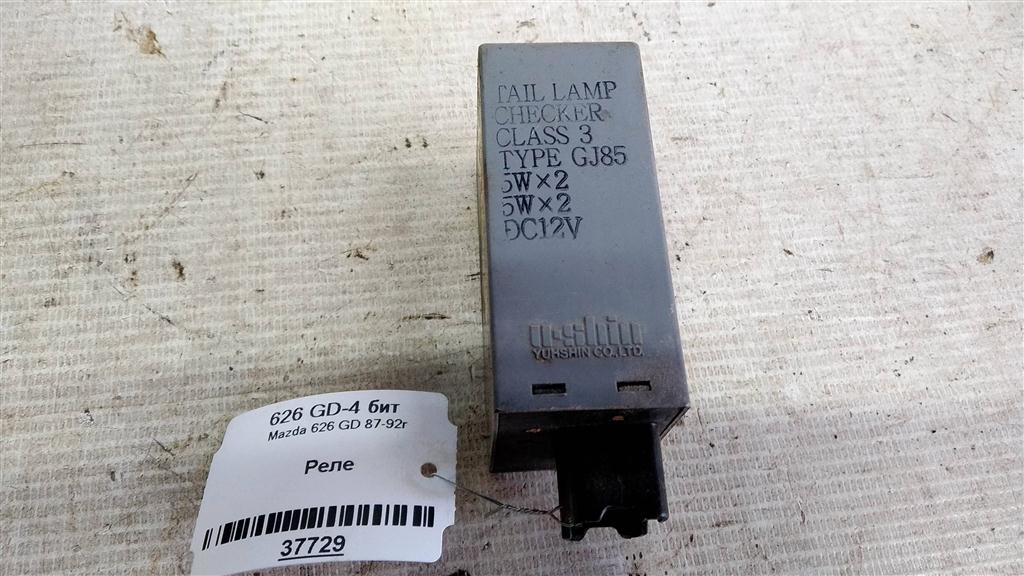 TAIL LAMP
CHECKER
CLASS 3
TYPE GJ85
5W×2
5W×2
DC12V
u-shin
YUHSHIN CO.,LTD.
626 GD-4 бит
Mazda 626 GD 87-92г
Реле
37729